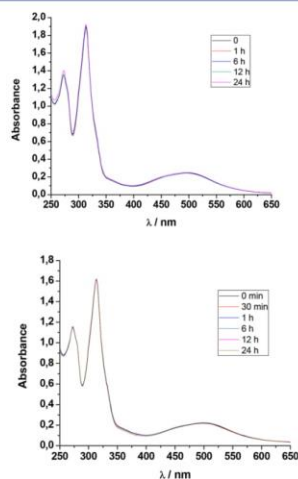 2,0
1,8
1,6
1,4
1,2
1,0
0,8
0,6
0,4
0,2
0,0
Absorbance
0
1 h
6 h
12 h
24 h
250 300 350 400 450 500 550 600 650
λ / nm
1,8
1,6
1,4
1,2
1,0
0,8
0,6
0,4
0,2
0,0
Absorbance
0 min
30 min
1 h
6 h
12 h
24 h
250 300 350 400 450 500 550 600 650
λ / nm